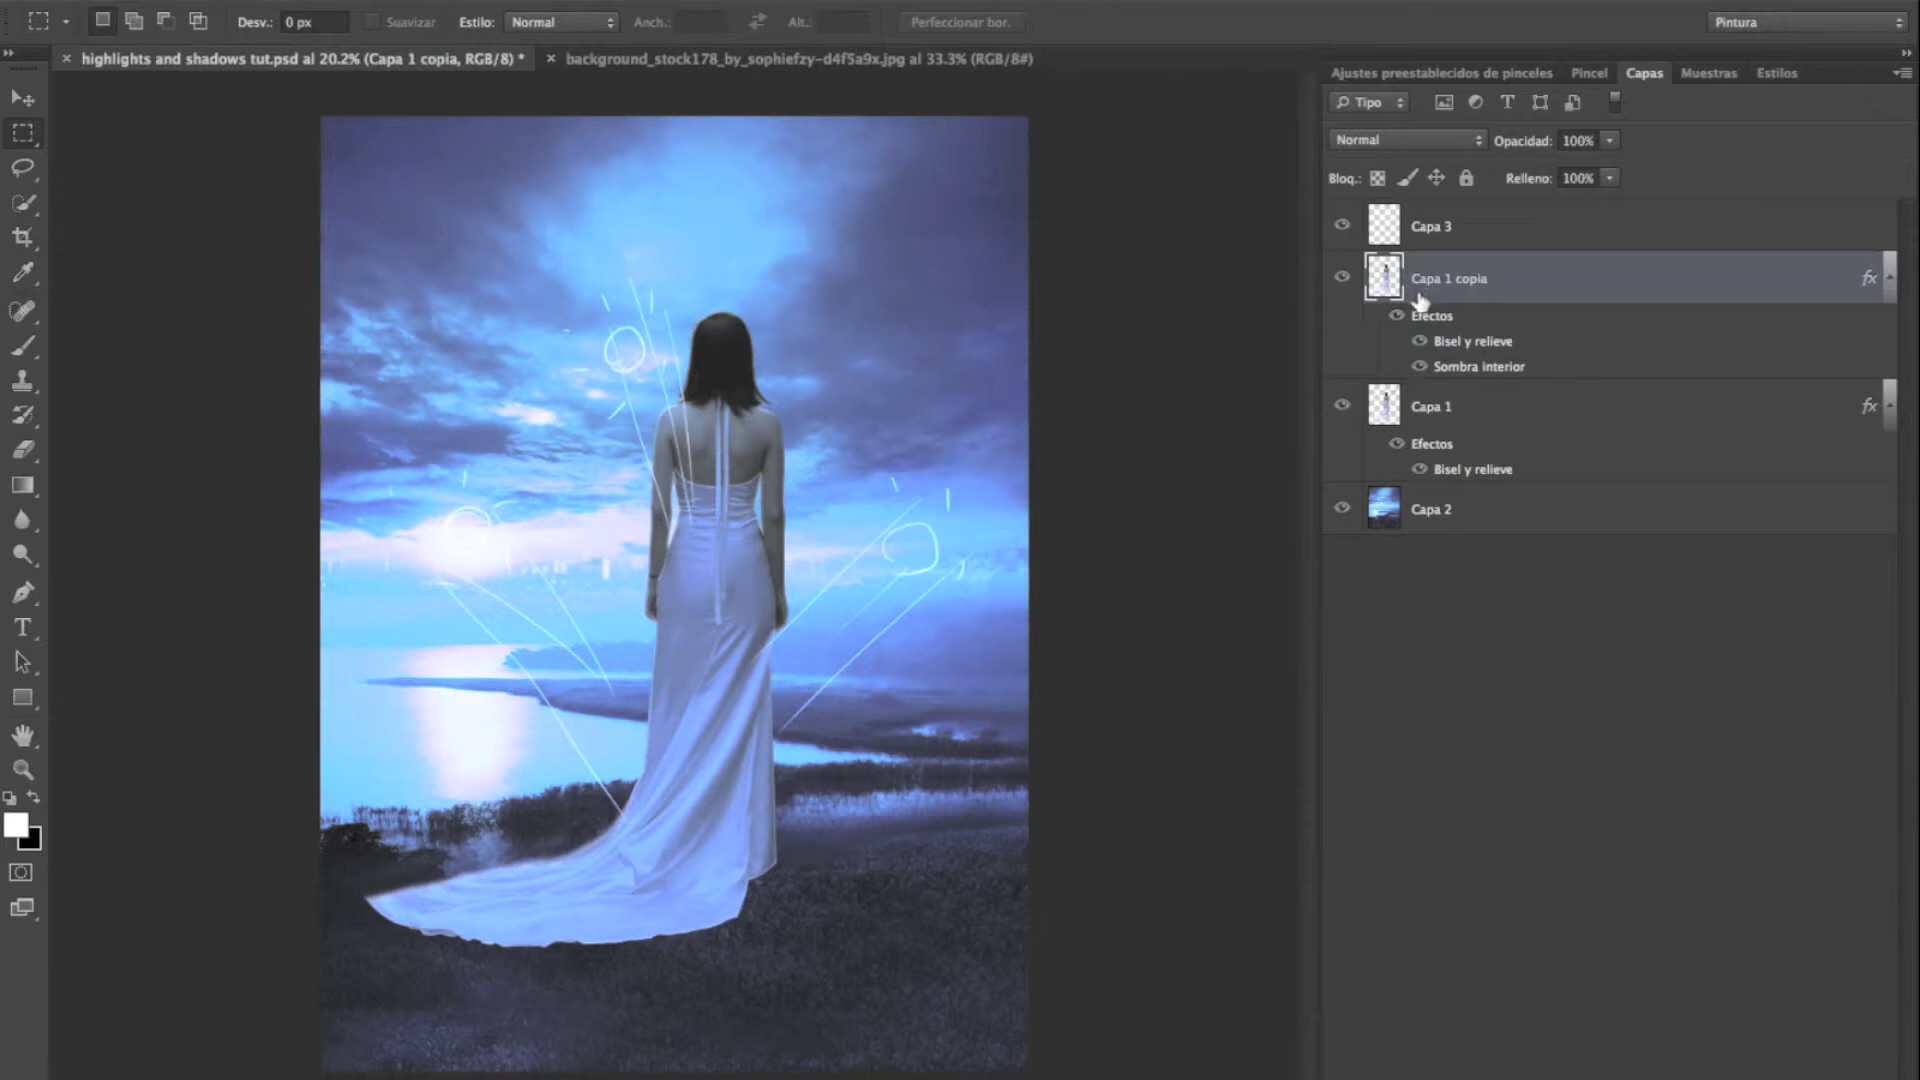 Desv.: 0 px Suavizar Estilo: Normal Anch.: Alt.: Perfeccionar bor. Pintura
× highlights and shadows tut.psd al 20.2% (Capa 1 copia, RGB/8) * × background_stock178_by_sophiefzy-d4f5a9x.jpg al 33.3% (RGB/8#)
Ajustes preestablecidos de pinceles Pincel Capas Muestras Estilos
Tipo
Normal Opacidad: 100%
Bloq.: Relleno: 100%
Capa 3
Capa 1 copia fx
Efectos
Bisel y relieve
Sombra interior
Capa 1 fx
Efectos
Bisel y relieve
Capa 2